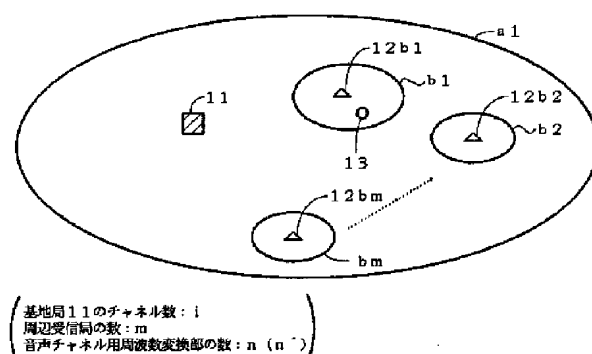 a1
12b1
b1
11
12b2
13
b2
12bm
bm
基地局11のチャネル数:i
周辺受信局の数:m
音声チャネル用周波数変換部の数:n (n^)